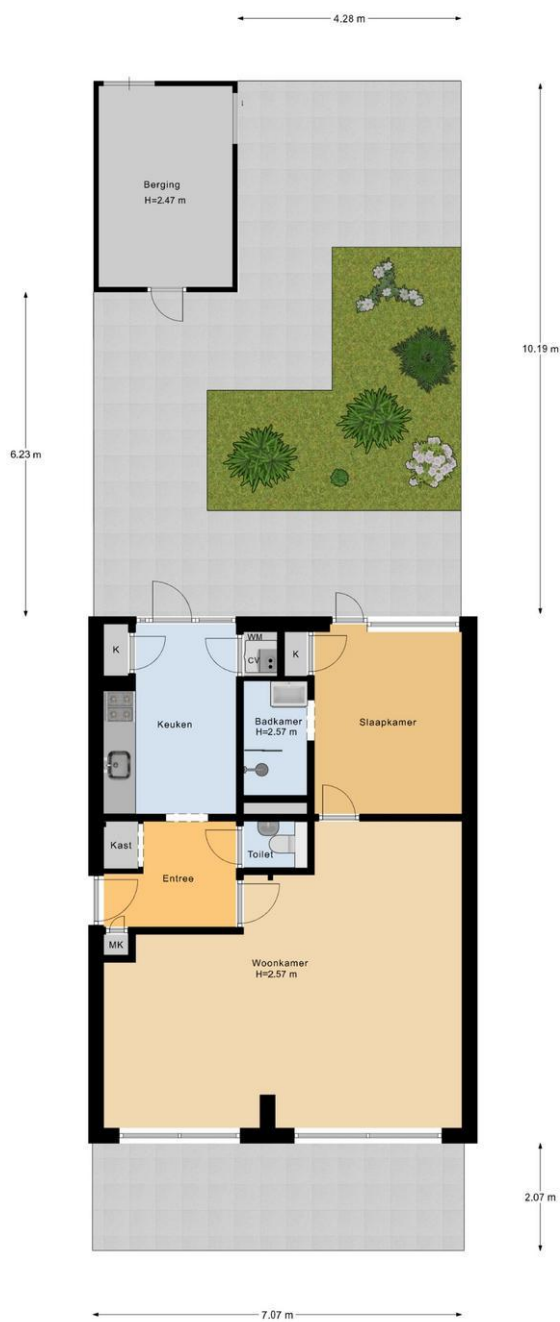 4.28 m
Berging
H=2.47 m
10.19 m
6.23 m
K
WM
CV
K
Keuken
Badkamer
H=2.57 m
Slaapkamer
Kast
Toilet
Entree
MK
Woonkamer
H=2.57 m
2.07 m
7.07 m